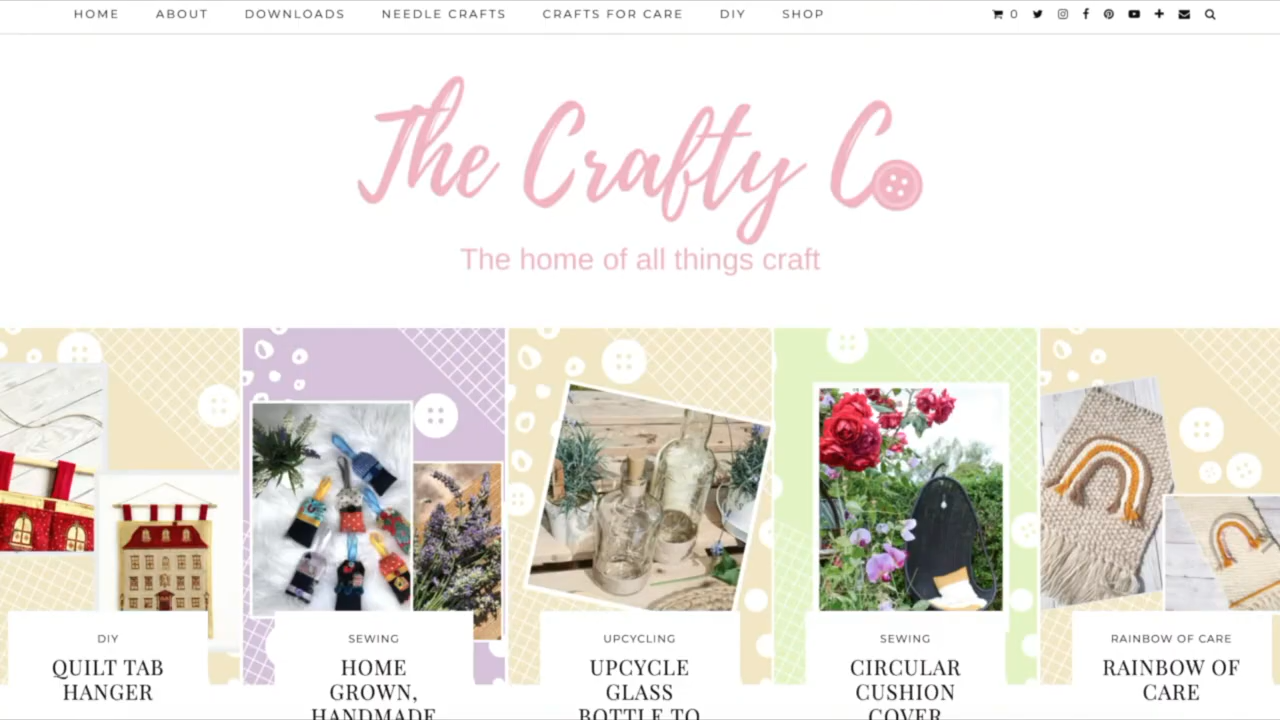 HOME ABOUT DOWNLOADS NEEDLE CRAFTS CRAFTS FOR CARE DIY SHOP 0
The Crafty Co
The home of all things craft
DIY
QUILT TAB
HANGER
SEWING
HOME
GROWN,
HANDMADE
UPCYCLING
UPCYCLE
GLASS
BOTTLE TO
SEWING
CIRCULAR
CUSHION
COVER
RAINBOW OF CARE
RAINBOW OF
CARE